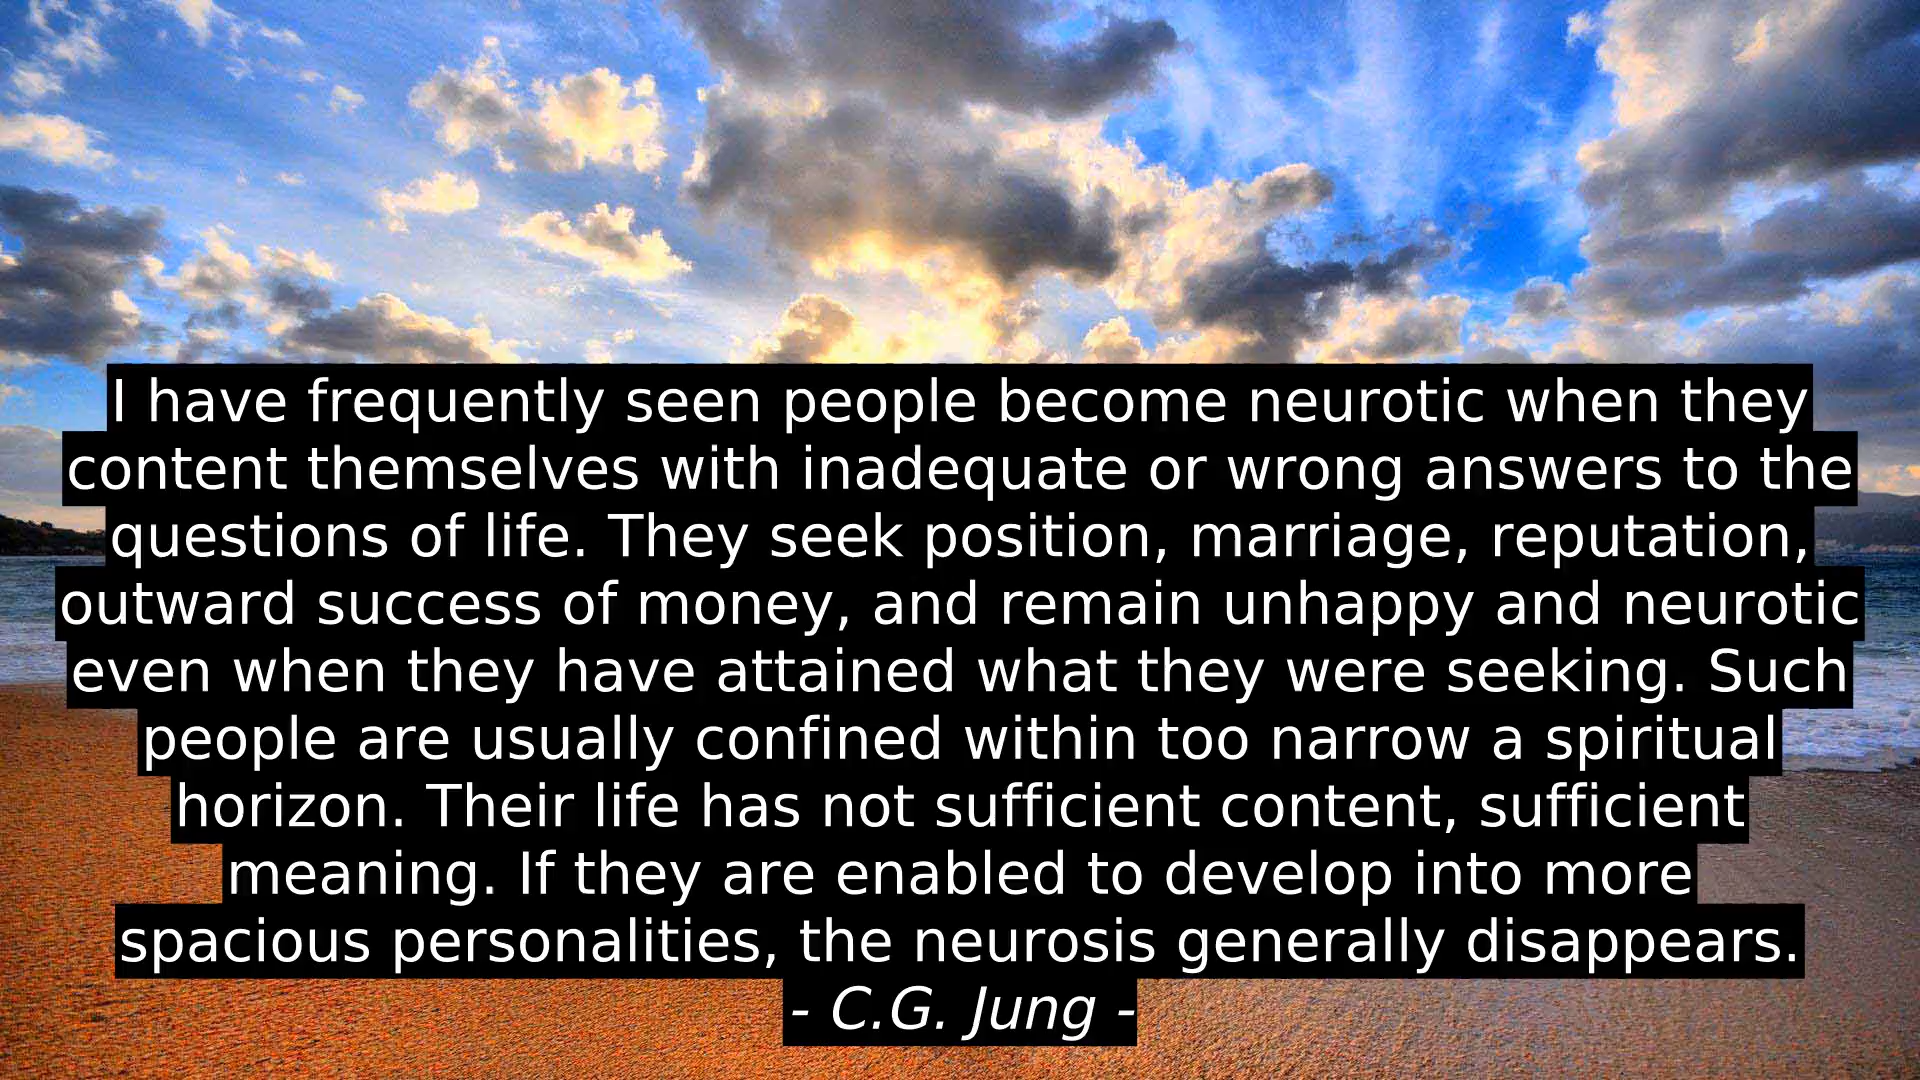 I have frequently seen people become neurotic when they
content themselves with inadequate or wrong answers to the
questions of life. They seek position, marriage, reputation,
outward success of money, and remain unhappy and neurotic
even when they have attained what they were seeking. Such
people are usually confined within too narrow a spiritual
horizon. Their life has not sufficient content, sufficient
meaning. If they are enabled to develop into more
spacious personalities, the neurosis generally disappears.
- C.G. Jung -